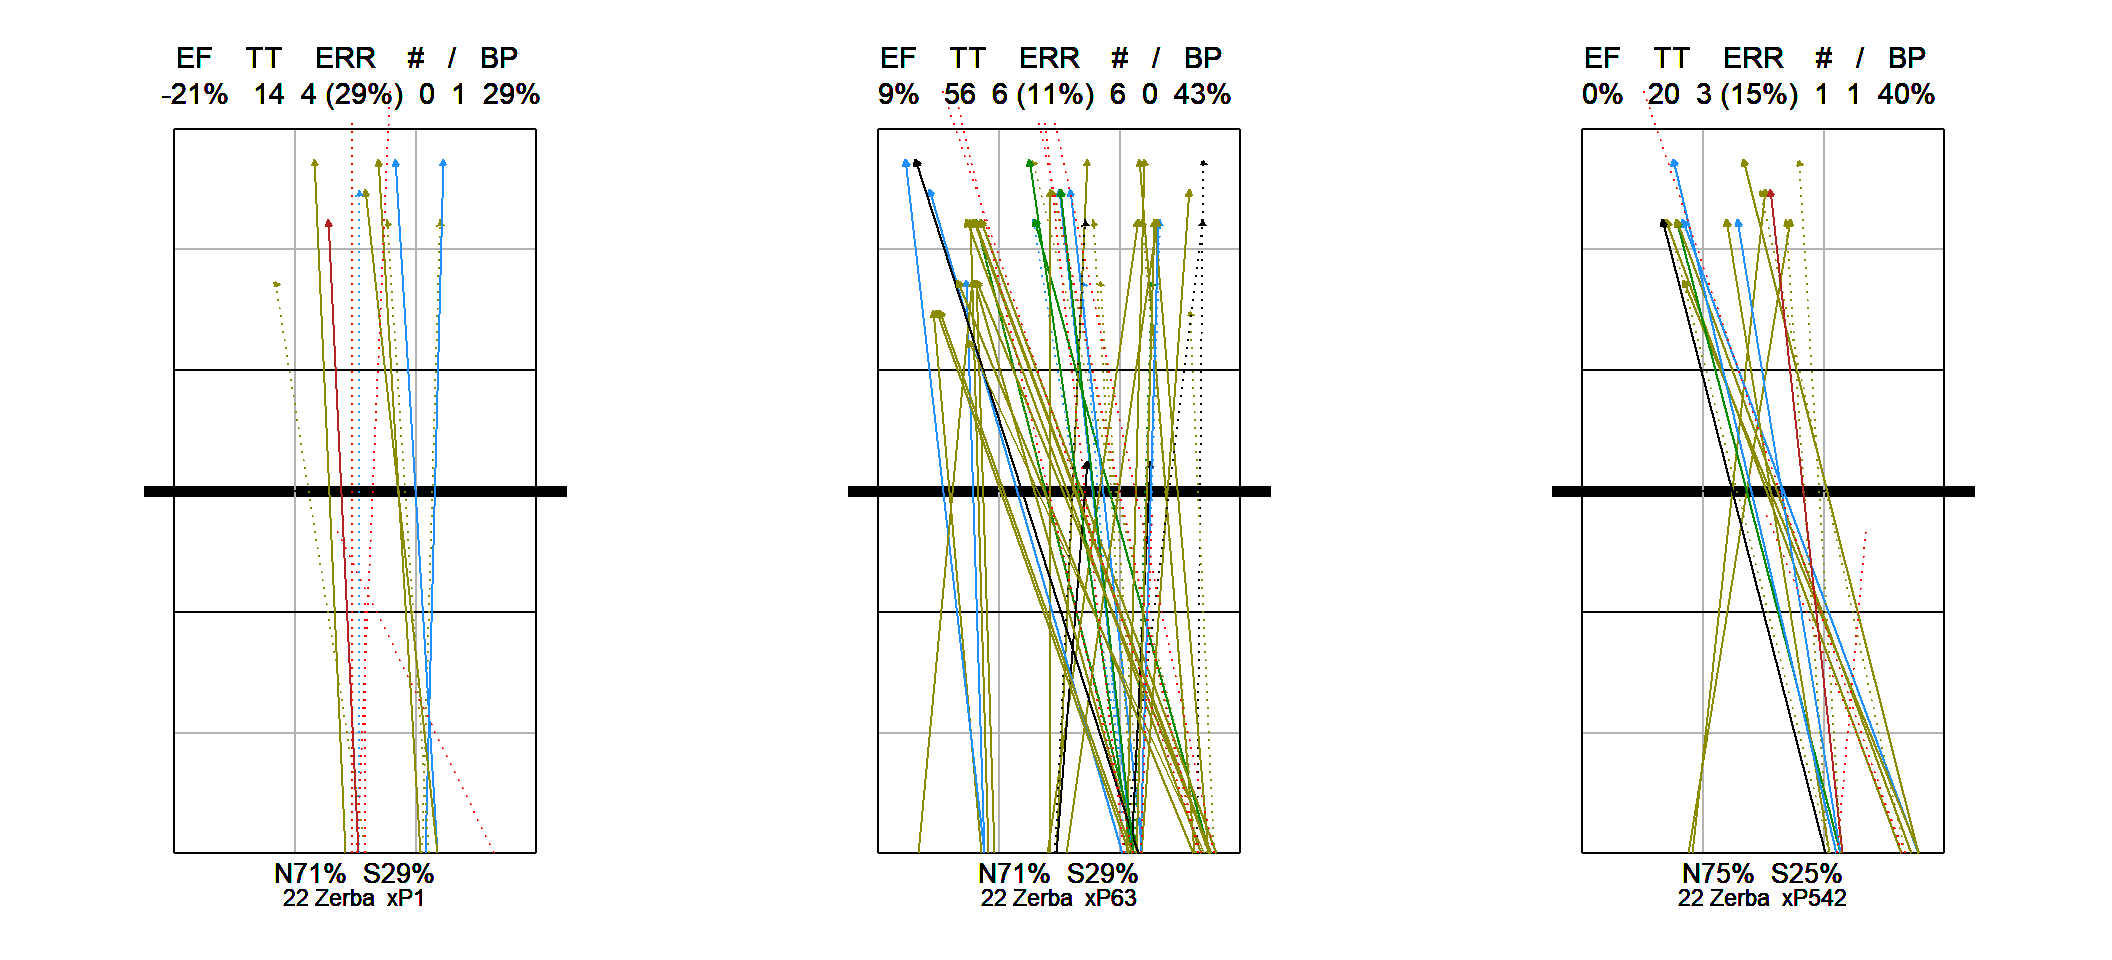 EF TT ERR # / BP
-21% 14 4 (29%) 0 1 29%
N71% S29%
22 Zerba xP1
EF TT ERR # / BP
9% 56 6 (11%) 6 0 43%
N71% S29%
22 Zerba xP63
EF TT ERR # / BP
0% 20 3 (15%) 1 1 40%
N75% S25%
22 Zerba xP542